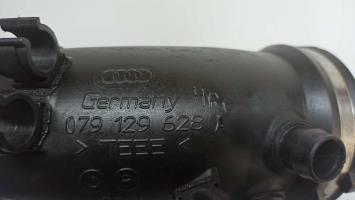 Germany
079 129 628 A
> TEEE <